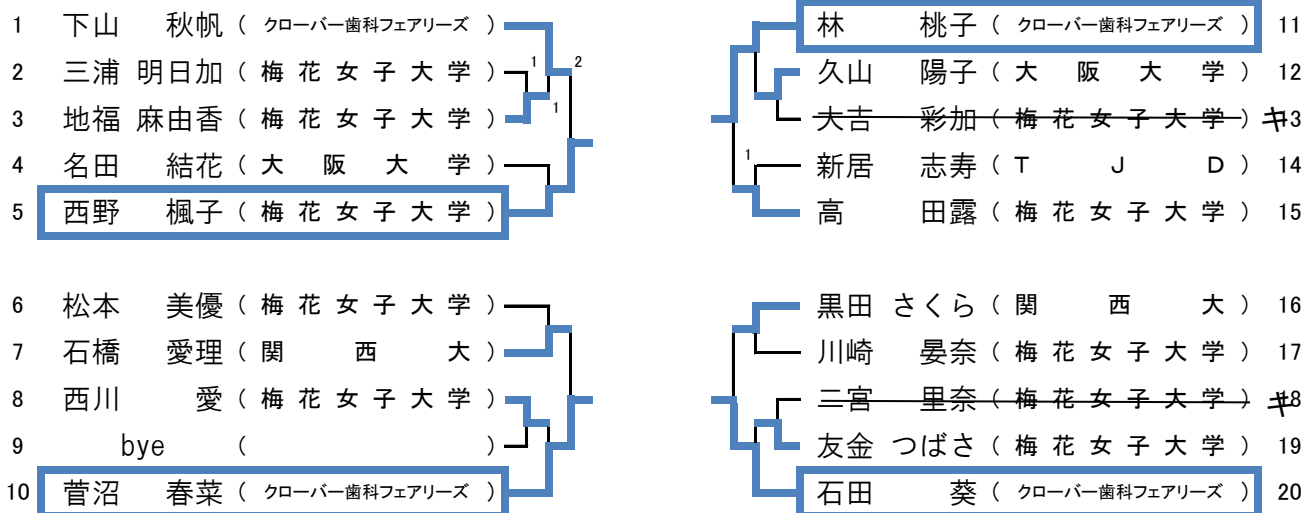 1 下山 秋帆 ( クローバー歯科フェアリーズ )
2 三浦 明日加 ( 梅花女子大学 ) 1 2
3 地福 麻由香 ( 梅花女子大学 ) 1
4 名田 結花 ( 大阪大学 )
5 西野 楓子 ( 梅花女子大学 )
6 松本 美優 ( 梅花女子大学 )
7 石橋 愛理 ( 関西大 )
8 西川 愛 ( 梅花女子大学 )
9 bye ( )
10 菅沼 春菜 ( クローバー歯科フェアリーズ )
林 桃子 ( クローバー歯科フェアリーズ ) 11
久山 陽子 ( 大阪大学 ) 12
大吉 彩加 ( 梅花女子大学 ) キ 13
1 新居 志寿 ( TJD ) 14
高 田露 ( 梅花女子大学 ) 15
黒田 さくら ( 関西大 ) 16
川崎 晏奈 ( 梅花女子大学 ) 17
二宮 里奈 ( 梅花女子大学 ) キ 18
友金 つばさ ( 梅花女子大学 ) 19
石田 葵 ( クローバー歯科フェアリーズ ) 20